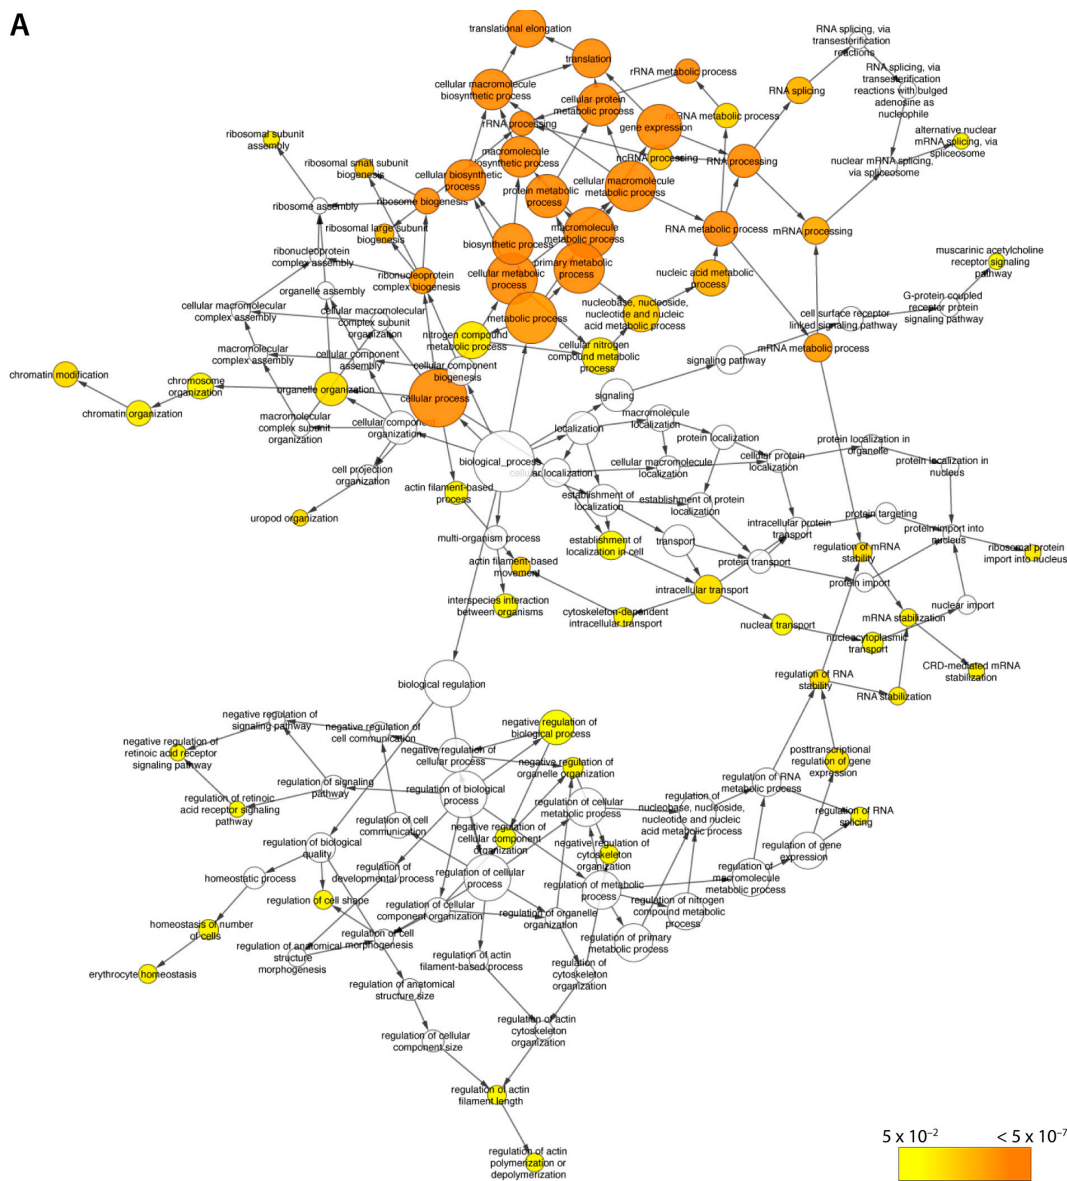 A
translational elongation
translation
cellular macromolecule
biosynthetic process
cellular protein
metabolic process
rRNA metabolic process
RNA splicing
RNA splicing, via
transesterification
reactions
RNA splicing, via
transesterification
reactions with bulged
adenosine as
nucleophile
alternative nuclear
mRNA splicing, via
spliceosome
nuclear mRNA splicing,
via spliceosome
rRNA processing
gene expression
ncRNA metabolic process
ncRNA processing
RNA processing
ribosomal subunit
assembly
ribosomal small subunit
biogenesis
cellular biosynthetic
process
macromolecule
biosynthetic process
protein metabolic
process
cellular macromolecule
metabolic process
ribosome assembly
ribosome biogenesis
ribosomal large subunit
biogenesis
biosynthetic process
macromolecule
metabolic process
RNA metabolic process
mRNA processing
muscarinic acetylcholine
receptor signaling
pathway
ribonucleoprotein
complex assembly
ribonucleoprotein
complex biogenesis
cellular metabolic
process
primary metabolic
process
nucleic acid metabolic
process
organelle assembly
cellular macromolecular
complex assembly
cellular macromolecular
complex subunit
organization
nitrogen compound
metabolic process
metabolic process
nucleobase, nucleoside,
nucleotide and nucleic
acid metabolic process
cell surface receptor
linked signaling pathway
G-protein coupled
receptor protein
signaling pathway
macromolecular
complex assembly
cellular component
assembly
cellular component
biogenesis
cellular nitrogen
compound metabolic
process
signaling pathway
mRNA metabolic process
chromatin modification
chromosome
organization
chromatin organization
organelle organization
cellular process
signaling
macromolecular
complex subunit
organization
cellular component
organization
localization
macromolecule
localization
protein localization
protein localization in
organelle
cell projection
organization
biological_process
cellular localization
cellular macromolecule
localization
cellular protein
localization
protein localization in
nucleus
actin filament-based
process
establishment of
localization
establishment of protein
localization
uropod organization
protein targeting
intracellular protein
transport
protein import into
nucleus
multi-organism process
establishment of
localization in cell
transport
protein transport
regulation of mRNA
stability
ribosomal protein
import into nucleus
actin filament-based
movement
protein import
intracellular transport
interspecies interaction
between organisms
cytoskeleton-dependent
intracellular transport
nuclear transport
nucleocytoplasmic
transport
mRNA stabilization
nuclear import
CRD-mediated mRNA
stabilization
biological regulation
regulation of RNA
stability
RNA stabilization
negative regulation of
signaling pathway
negative regulation of
cell communication
negative regulation of
biological process
negative regulation of
retinoic acid receptor
signaling pathway
negative regulation of
cellular process
negative regulation of
organelle organization
posttranscriptional
regulation of gene
expression
regulation of signaling
pathway
regulation of biological
process
regulation of RNA
metabolic process
regulation of retinoic
acid receptor signaling
pathway
regulation of cellular
metabolic process
regulation of
nucleobase, nucleoside,
nucleotide and nucleic
acid metabolic process
regulation of RNA
splicing
regulation of cell
communication
negative regulation of
cellular component
organization
negative regulation of
cytoskeleton
organization
regulation of gene
expression
regulation of biological
quality
regulation of
developmental process
regulation of cellular
process
regulation of metabolic
process
regulation of
macromolecule
metabolic process
homeostatic process
regulation of cell shape
regulation of cellular
component organization
regulation of organelle
organization
regulation of nitrogen
compound metabolic
process
homeostasis of number
of cells
regulation of cell
morphogenesis
regulation of primary
metabolic process
regulation of anatomical
structure
morphogenesis
regulation of actin
filament-based process
regulation of
cytoskeleton
organization
erythrocyte homeostasis
regulation of anatomical
structure size
regulation of cellular
component size
regulation of actin
cytoskeleton
organization
regulation of actin
filament length
regulation of actin
polymerization or
depolymerization
5 x 10⁻² < 5 x 10⁻⁷